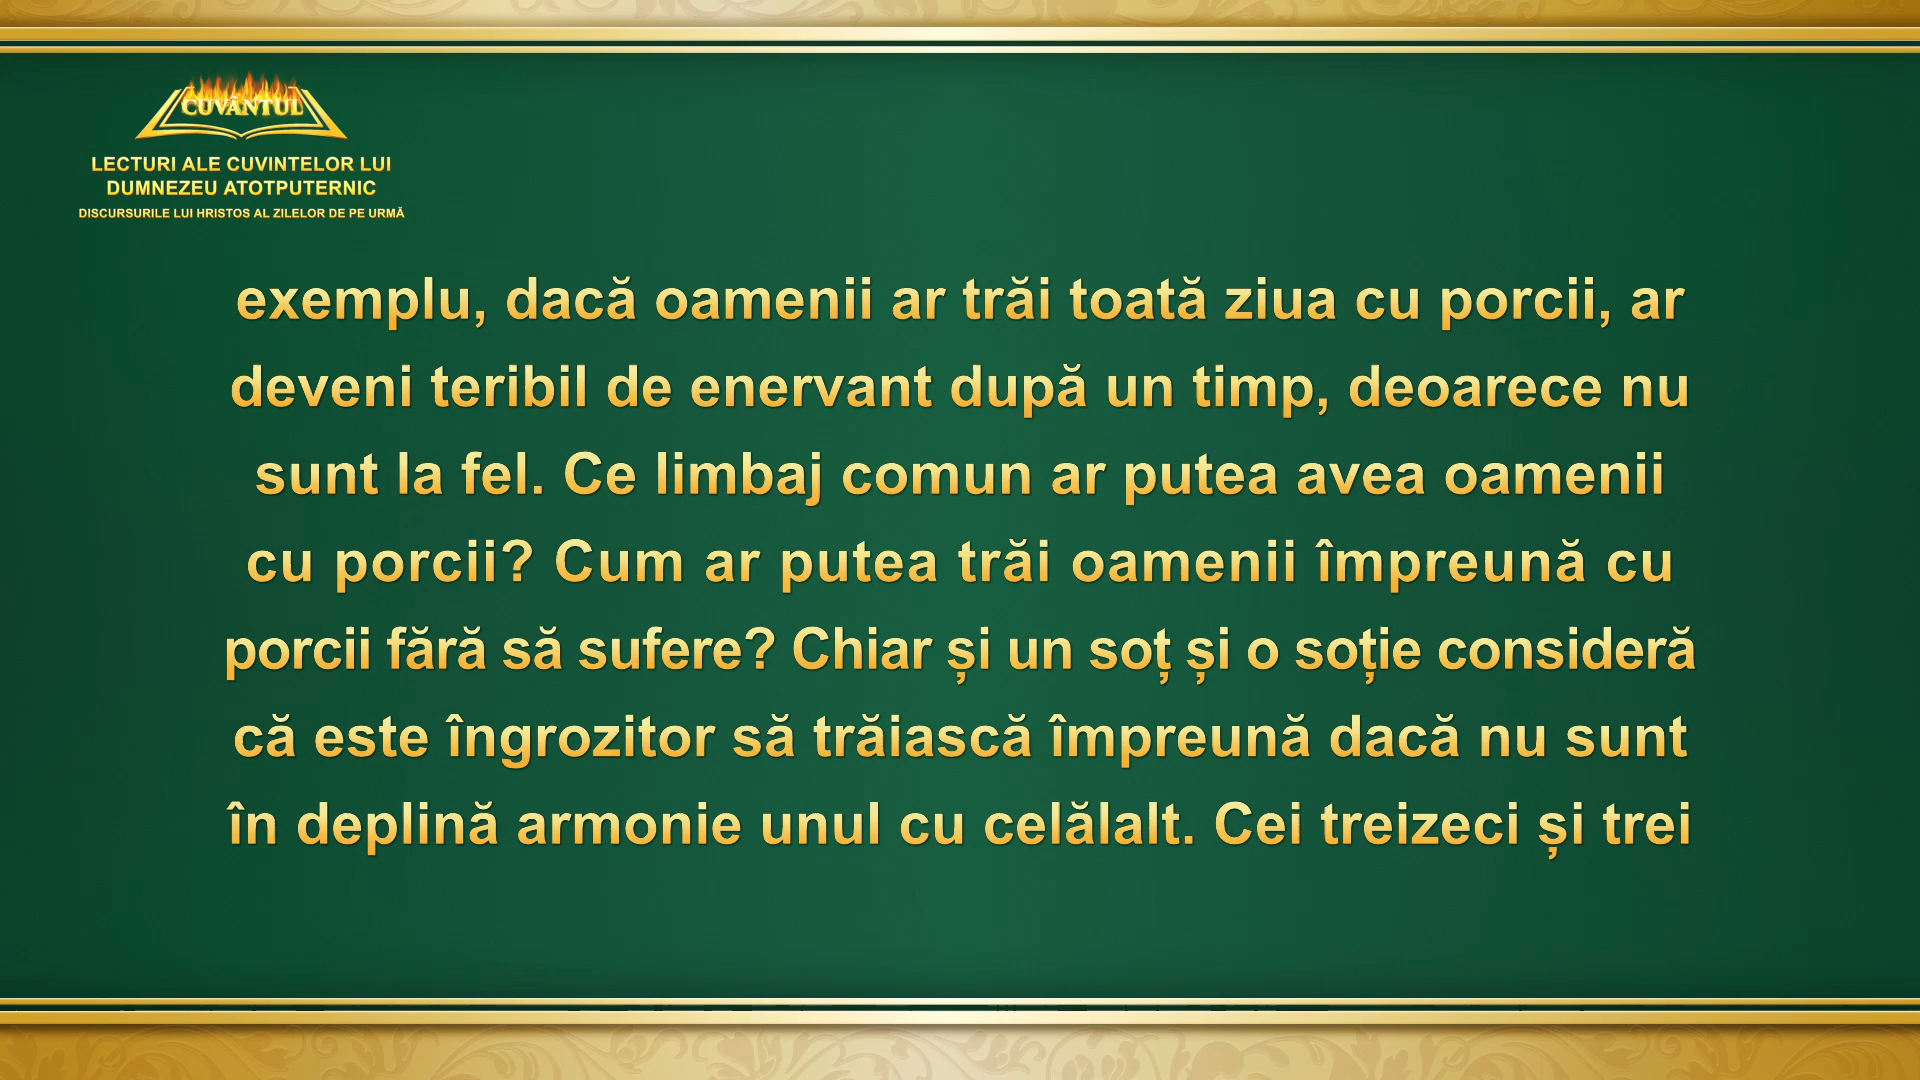 CUVÂNTUL
LECTURI ALE CUVINTELOR LUI
DUMNEZEU ATOTPUTERNIC
DISCURSURILE LUI HRISTOS AL ZILELOR DE PE URMĂ
exemplu, dacă oamenii ar trăi toată ziua cu porcii, ar
deveni teribil de enervant după un timp, deoarece nu
sunt la fel. Ce limbaj comun ar putea avea oamenii
cu porcii? Cum ar putea trăi oamenii împreună cu
porcii fără să sufere? Chiar și un soț și o soție consideră
că este îngrozitor să trăiască împreună dacă nu sunt
în deplină armonie unul cu celălalt. Cei treizeci și trei